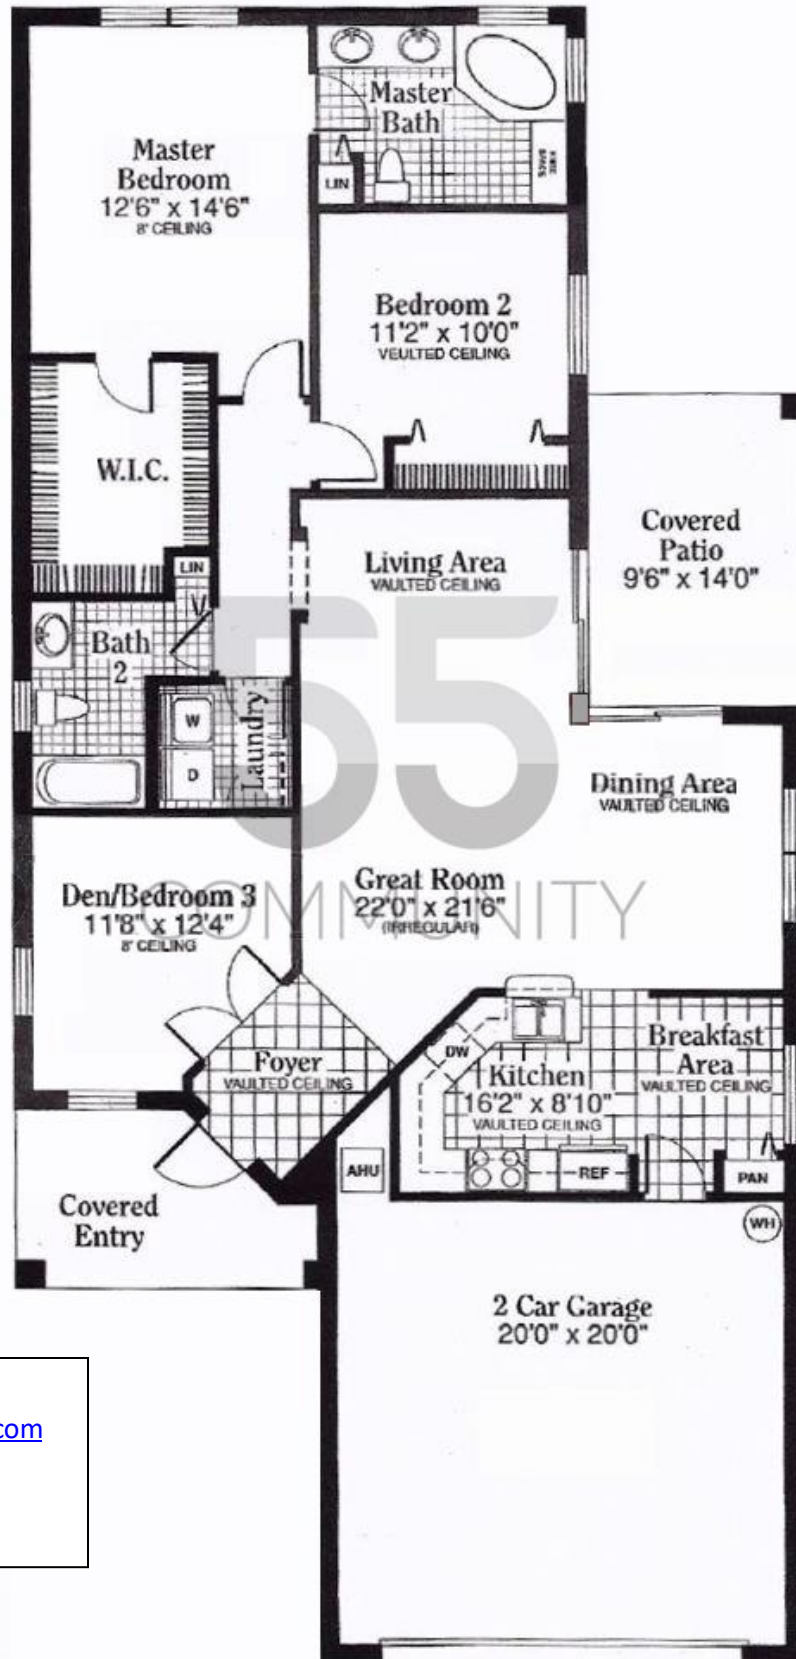 Master
Bath
Master
Bedroom
12'6" x 14'6"
8' CEILING
LIN
Bedroom 2
11'2" x 10'0"
VEULTED CEILING
W.I.C.
Covered
Patio
9'6" x 14'0"
LIN
Living Area
VAULTED CEILING
Bath
2
W
D
Laundry
55
COMMUNITY
Dining Area
VAULTED CEILING
Den/Bedroom 3
11'8" x 12'4"
8' CEILING
Great Room
22'0" x 21'6"
(IRREGULAR)
Foyer
VAULTED CEILING
DW
Kitchen
16'2" x 8'10"
VAULTED CEILING
Breakfast
Area
VAULTED CEILING
AHU
REF
PAN
WH
Covered
Entry
2 Car Garage
20'0" x 20'0"
com